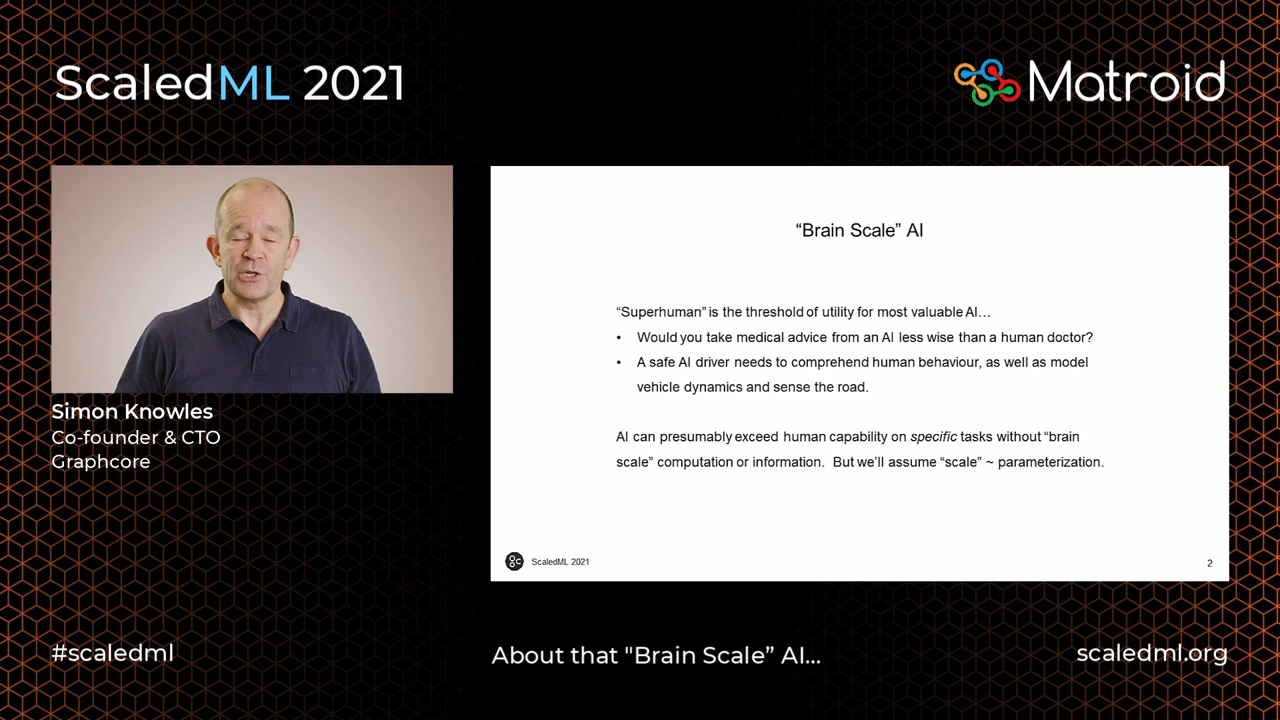 ScaledML 2021
Matroid
Simon Knowles
Co-founder & CTO
Graphcore
“Brain Scale” AI
“Superhuman” is the threshold of utility for most valuable AI…
• Would you take medical advice from an AI less wise than a human doctor?
• A safe AI driver needs to comprehend human behaviour, as well as model
vehicle dynamics and sense the road.
AI can presumably exceed human capability on specific tasks without “brain
scale” computation or information. But we’ll assume “scale” ~ parameterization.
ScaledML 2021
2
#scaledml
About that "Brain Scale” AI...
scaledml.org